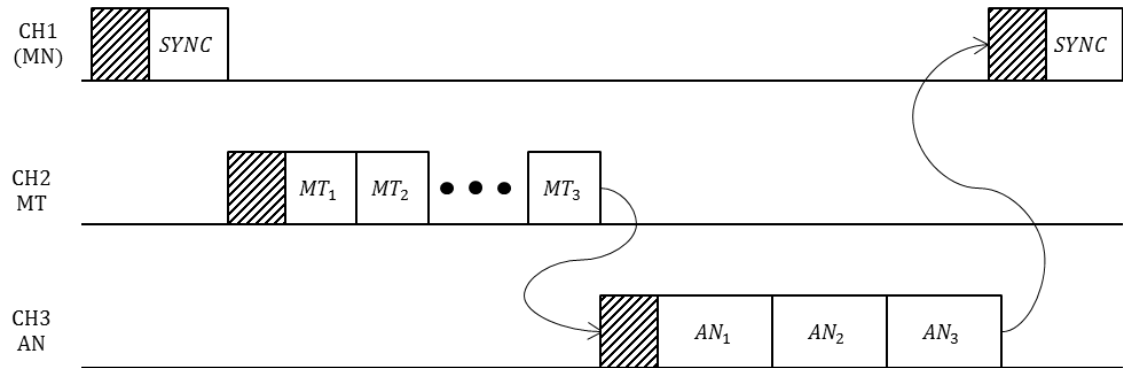 CH1
(MN)
SYNC
SYNC
CH2
MT
MT₁
MT₂
MT₃
CH3
AN
AN₁
AN₂
AN₃